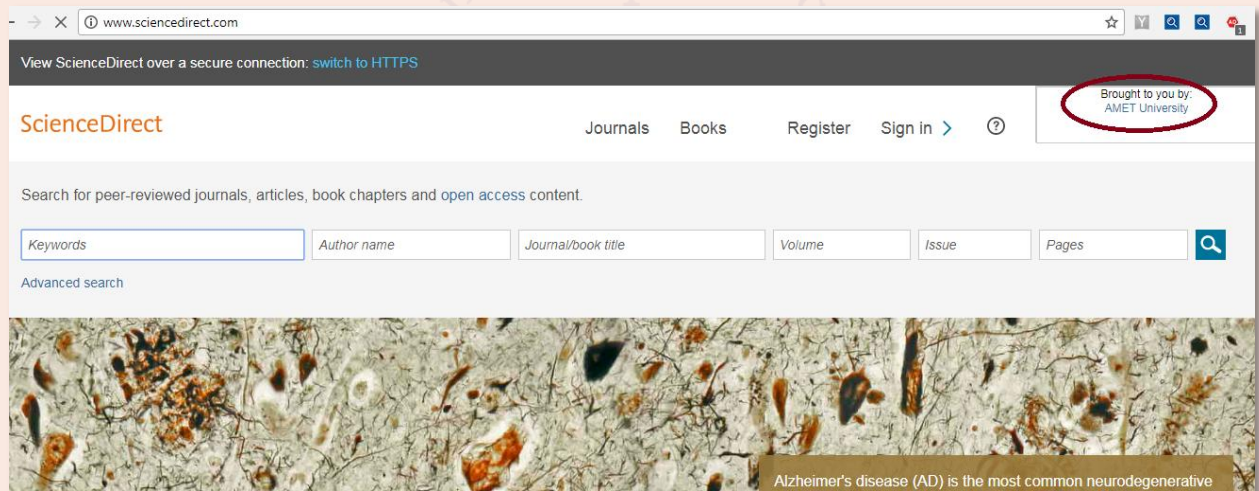 www.sciencedirect.com
View ScienceDirect over a secure connection: switch to HTTPS
Brought to you by:
AMET University
ScienceDirect
Journals Books Register Sign in >
Search for peer-reviewed journals, articles, book chapters and open access content.
Keywords Author name Journal/book title Volume Issue Pages
Advanced search
Alzheimer's disease (AD) is the most common neurodegenerative